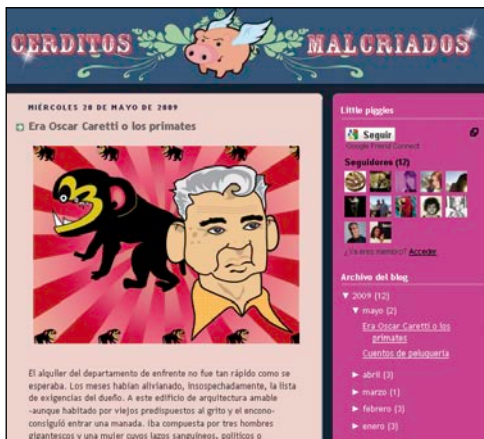 CERDITOS MALCRIADOS
MIÉRCOLES 20 DE MAYO DE 2009
Era Oscar Caretti o los primates
El alquiler del departamento de enfrente no fue tan rápido como se
esperaba. Los meses habían alivianado, insospechadamente, la lista
de exigencias del dueño. A este edificio de arquitectura amable
-aunque habitado por viejos predispuestos al grito y el encono-
consiguió entrar una manada. Iba compuesta por tres hombres
gigantescos y una mujer cuyos lazos sanguíneos, políticos o
Little piggies
Seguir
Google Friend Connect
Seguidores (12)
¿Ya eres miembro? Acceder
Archivo del blog
▼ 2009 (12)
▼ mayo (2)
Era Oscar Caretti o los
primates
Cuentos de peluquería
► abril (3)
► marzo (1)
► febrero (3)
► enero (3)